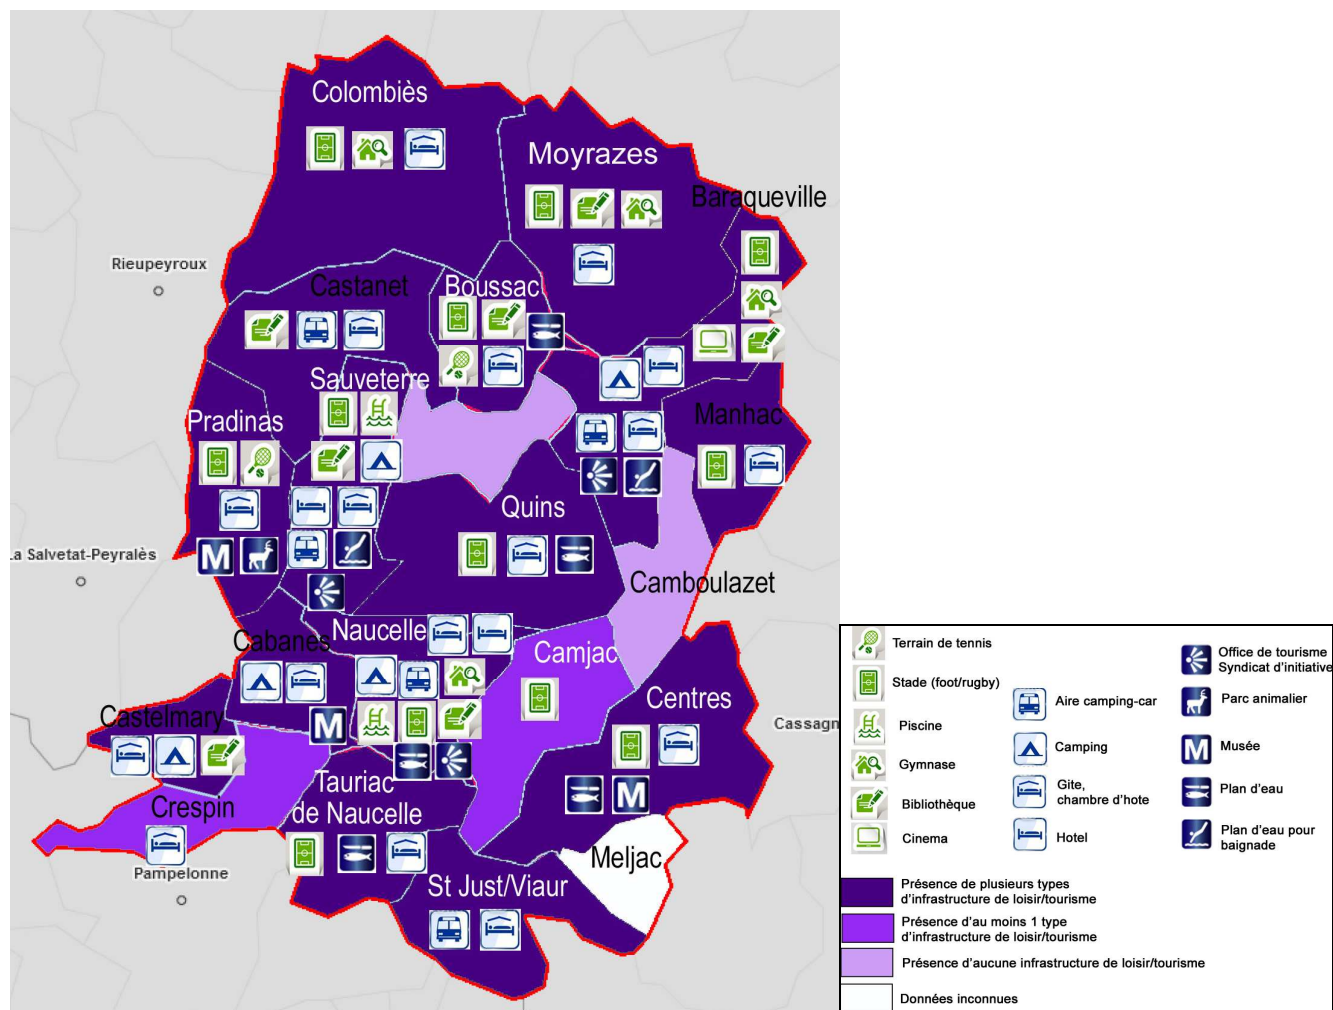 Colombiès
Moyrazes
Baraqueville
Rieupeyroux
Castanet
Boussac
Sauveterre
Pradinas
Manhac
Quins
La Salvetat-Peyralès
Camboulazet
Naucelle
Cabanes
Camjac
Centres
Castelmary
Cassagn
M
M
M
Tauriac
de Naucelle
Crespin
Meljac
Pampelonne
St Just/Viaur
Terrain de tennis
Stade (foot/rugby)
Piscine
Gymnase
Bibliothèque
Cinema
Aire camping-car
Camping
Gite,
chambre d'hote
Hotel
Office de tourisme
Syndicat d'initiative
Parc animalier
M
Musée
Plan d'eau
Plan d'eau pour
baignade
Présence de plusieurs types
d'infrastructure de loisir/tourisme
Présence d'au moins 1 type
d'infrastructure de loisir/tourisme
Présence d'aucune infrastructure de loisir/tourisme
Données inconnues